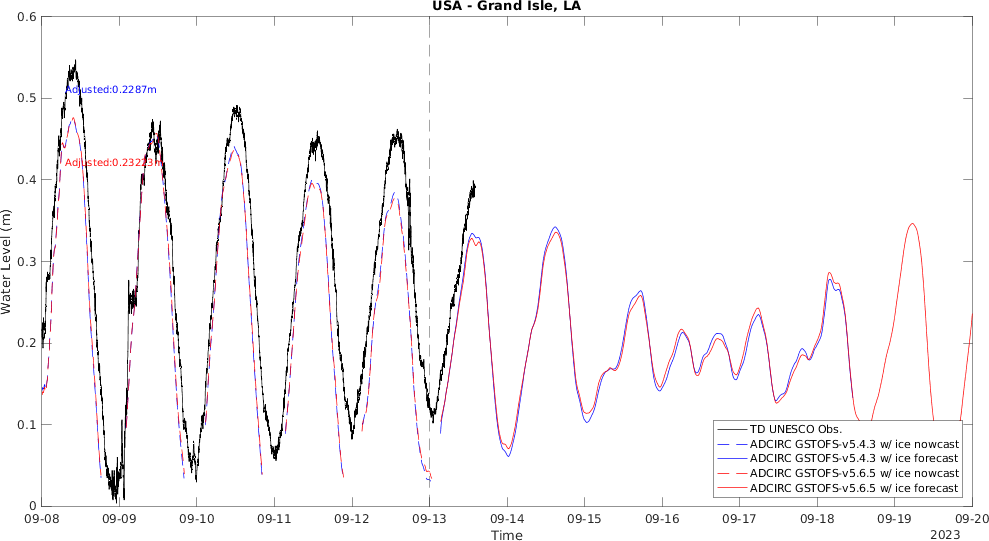 USA - Grand Isle, LA
0.6
0.5
0.4
0.3
0.2
0.1
0
Water Level (m)
Adjusted:0.2287m
Adjusted:0.23223m
TD UNESCO Obs.
ADCIRC GSTOFS-v5.4.3 w/ ice nowcast
ADCIRC GSTOFS-v5.4.3 w/ ice forecast
ADCIRC GSTOFS-v5.6.5 w/ ice nowcast
ADCIRC GSTOFS-v5.6.5 w/ ice forecast
09-08 09-09 09-10 09-11 09-12 09-13 09-14 09-15 09-16 09-17 09-18 09-19 09-20
Time
2023